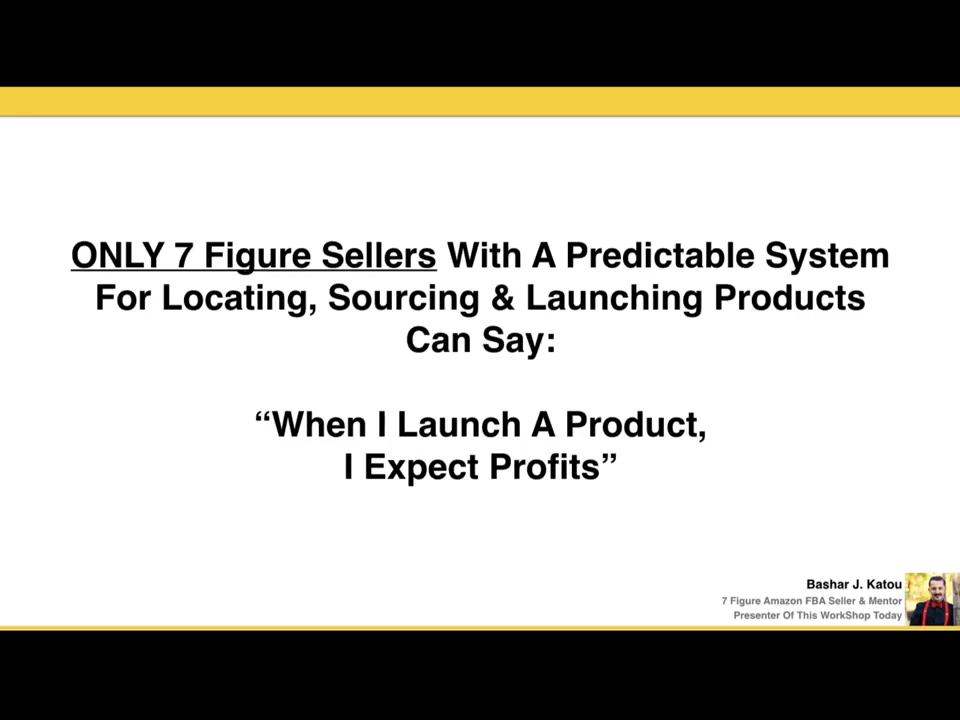 ONLY 7 Figure Sellers With A Predictable System
For Locating, Sourcing & Launching Products
Can Say:
“When I Launch A Product,
I Expect Profits”
Bashar J. Katou
7 Figure Amazon FBA Seller & Mentor
Presenter Of This WorkShop Today